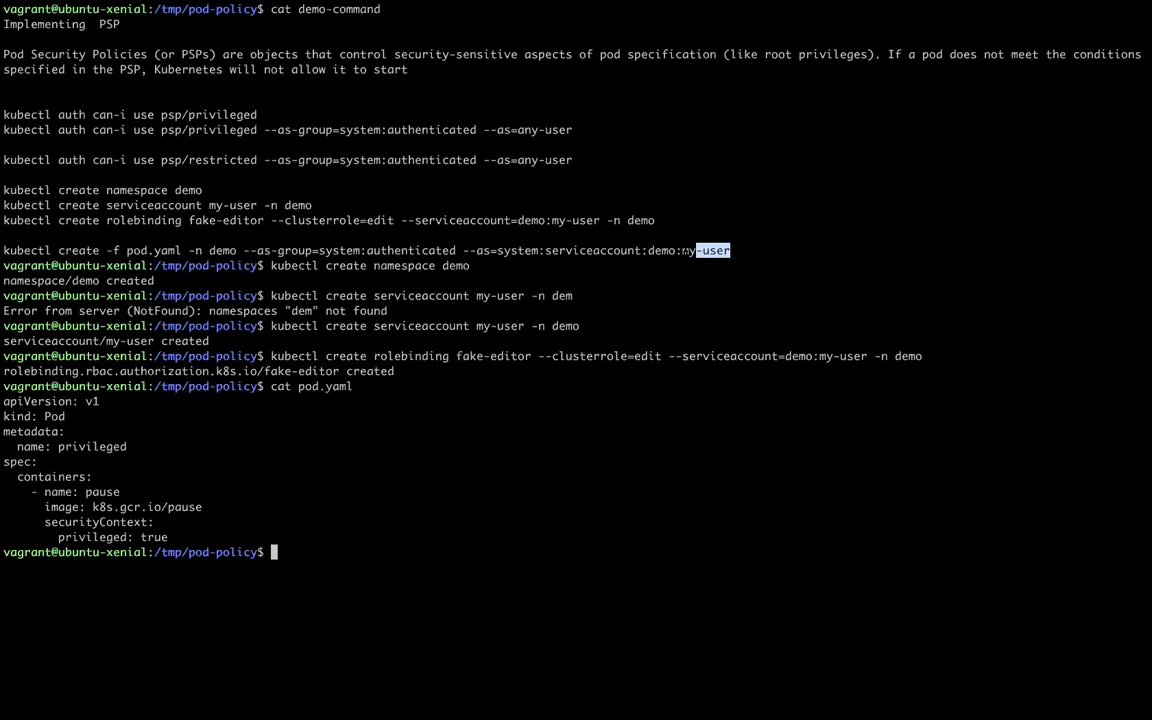 vagrant@ubuntu-xenial:/tmp/pod-policy$ cat demo-command
Implementing  PSP
Pod Security Policies (or PSPs) are objects that control security-sensitive aspects of pod specification (like root privileges). If a pod does not meet the conditions
specified in the PSP, Kubernetes will not allow it to start
kubectl auth can-i use psp/privileged
kubectl auth can-i use psp/privileged --as-group=system:authenticated --as=any-user
kubectl auth can-i use psp/restricted --as-group=system:authenticated --as=any-user
kubectl create namespace demo
kubectl create serviceaccount my-user -n demo
kubectl create rolebinding fake-editor --clusterrole=edit --serviceaccount=demo:my-user -n demo
kubectl create -f pod.yaml -n demo --as-group=system:authenticated --as=system:serviceaccount:demo:my-user
vagrant@ubuntu-xenial:/tmp/pod-policy$ kubectl create namespace demo
namespace/demo created
vagrant@ubuntu-xenial:/tmp/pod-policy$ kubectl create serviceaccount my-user -n dem
Error from server (NotFound): namespaces "dem" not found
vagrant@ubuntu-xenial:/tmp/pod-policy$ kubectl create serviceaccount my-user -n demo
serviceaccount/my-user created
vagrant@ubuntu-xenial:/tmp/pod-policy$ kubectl create rolebinding fake-editor --clusterrole=edit --serviceaccount=demo:my-user -n demo
rolebinding.rbac.authorization.k8s.io/fake-editor created
vagrant@ubuntu-xenial:/tmp/pod-policy$ cat pod.yaml
apiVersion: v1
kind: Pod
metadata:
  name: privileged
spec:
  containers:
    - name: pause
      image: k8s.gcr.io/pause
      securityContext:
        privileged: true
vagrant@ubuntu-xenial:/tmp/pod-policy$